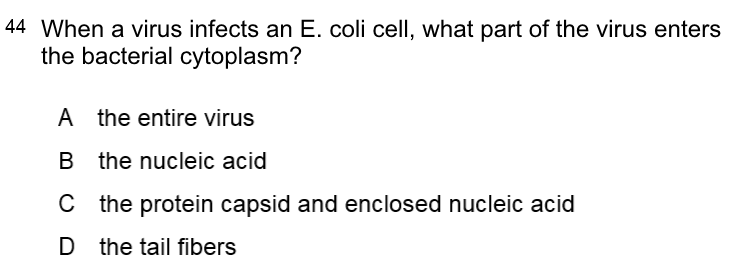 44 When a virus infects an E. coli cell, what part of the virus enters
the bacterial cytoplasm?
A the entire virus
B the nucleic acid
C the protein capsid and enclosed nucleic acid
D the tail fibers